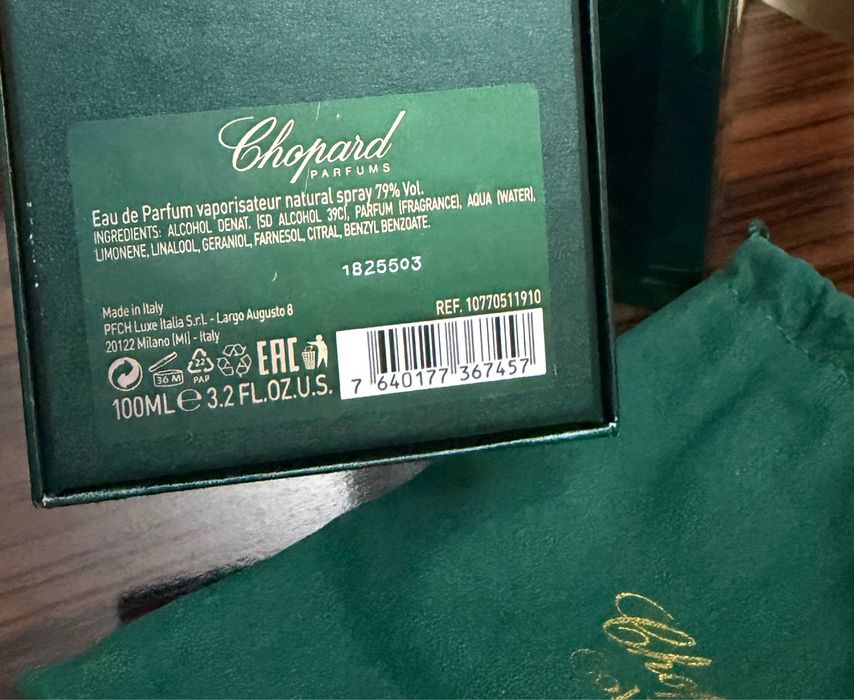 Chopard
PARFUMS
Eau de Parfum vaporisateur natural spray 79% Vol.
INGREDIENTS: ALCOHOL DENAT. (SD ALCOHOL 39C), PARFUM (FRAGRANCE), AQUA (WATER),
LIMONENE, LINALOOL, GERANIOL, FARNESOL, CITRAL, BENZYL BENZOATE.
1825503
Made in Italy
PFCH Luxe Italia S.r.l. - Largo Augusto 8
20122 Milano (MI) - Italy
REF. 10770511910
36 M
22
PAP
EAC
100ML e 3.2 FL.OZ.U.S.
7 640177 367457
Cho